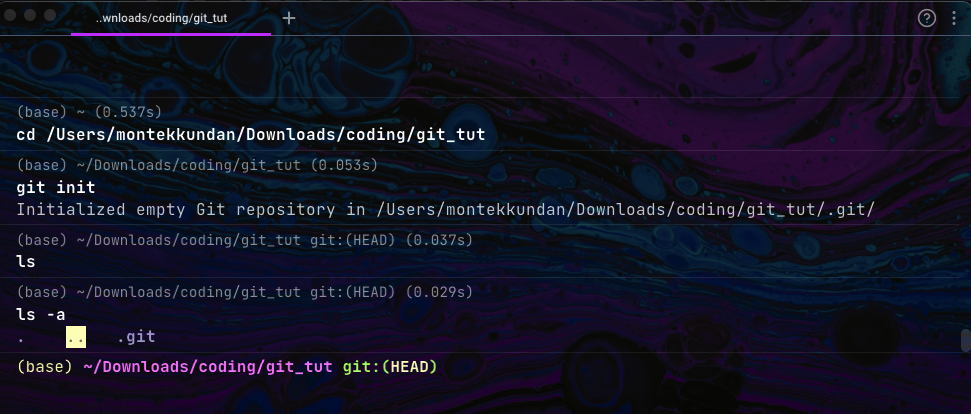 ..wnloads/coding/git_tut
(base) ~ (0.537s)
cd /Users/montekkundan/Downloads/coding/git_tut
(base) ~/Downloads/coding/git_tut (0.053s)
git init
Initialized empty Git repository in /Users/montekkundan/Downloads/coding/git_tut/.git/
(base) ~/Downloads/coding/git_tut git:(HEAD) (0.037s)
ls
(base) ~/Downloads/coding/git_tut git:(HEAD) (0.029s)
ls -a
. .. .git
(base) ~/Downloads/coding/git_tut git:(HEAD)